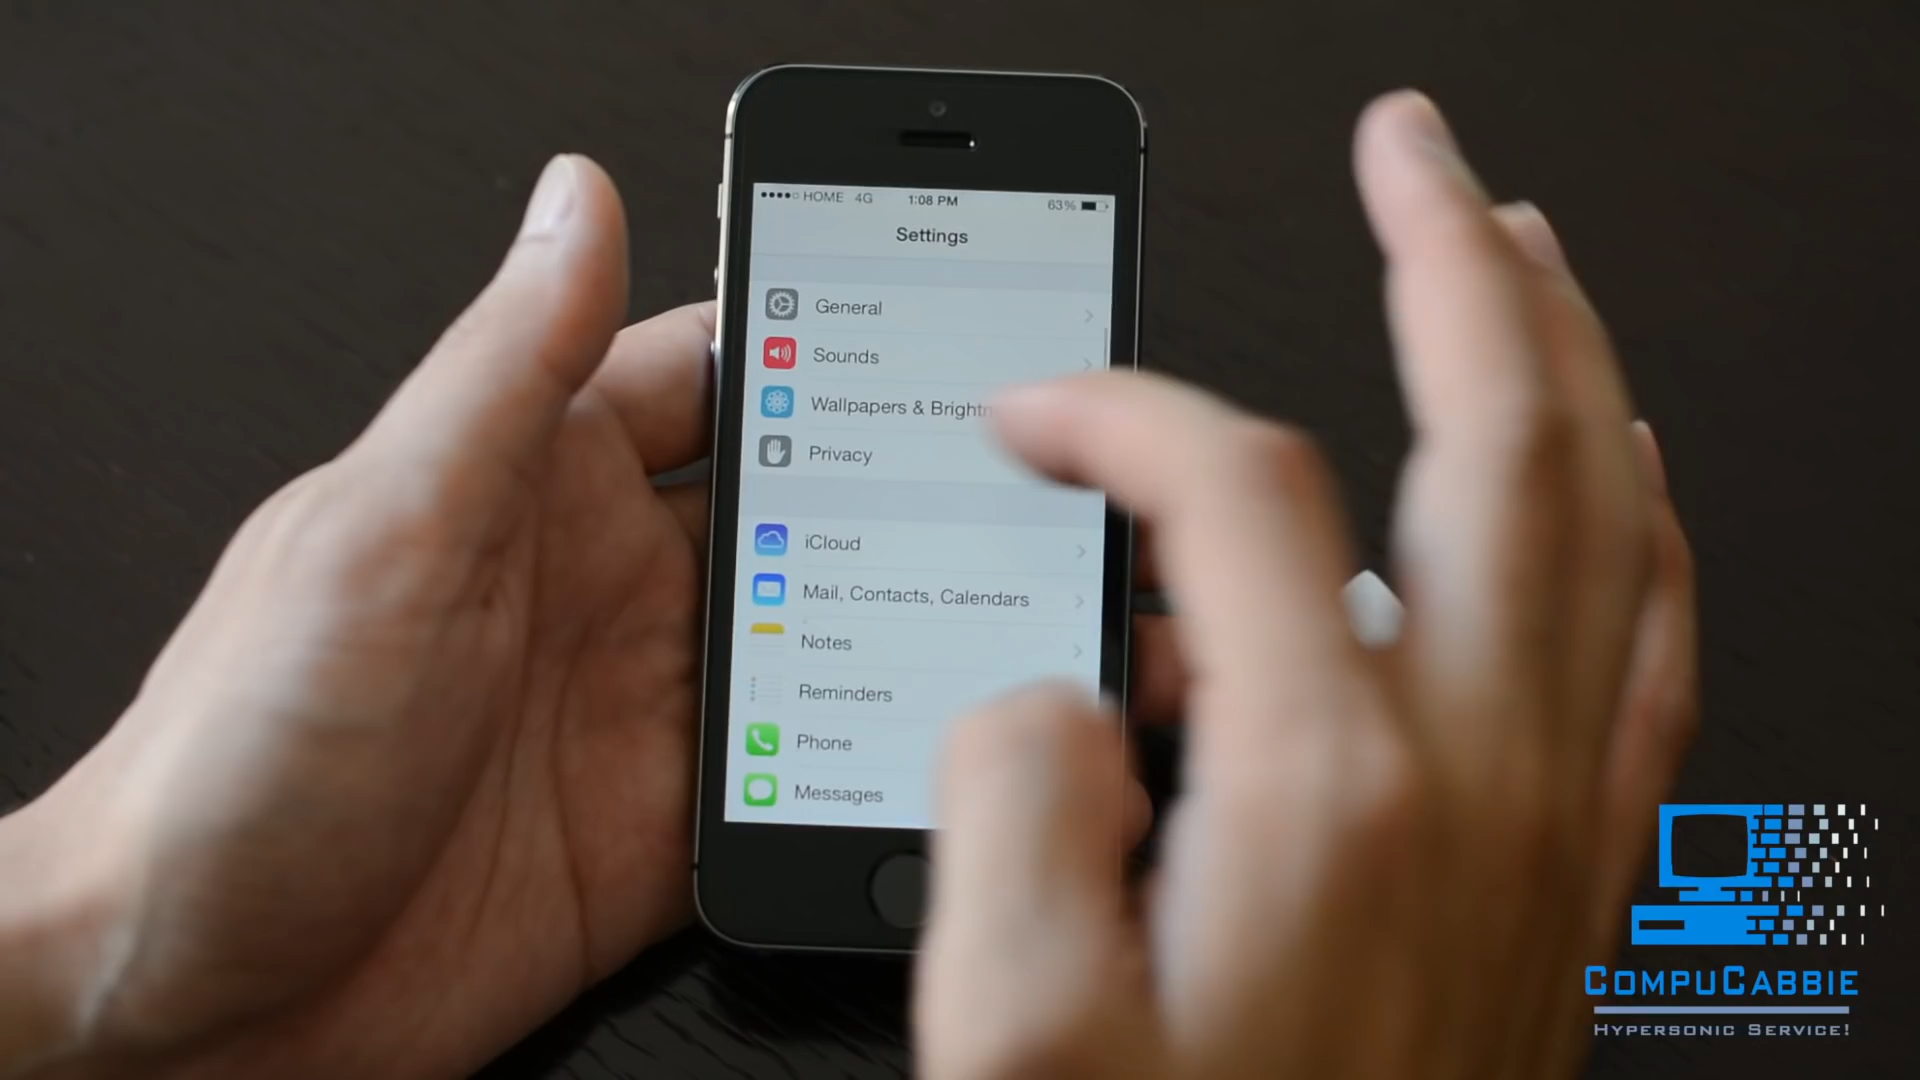 HOME 4G 1:08 PM 63%
Settings
General
Sounds
Wallpapers & Brightn
Privacy
iCloud
Mail, Contacts, Calendars
Notes
Reminders
Phone
Messages
COMPUCABBIE
HYPERSONIC SERVICE!